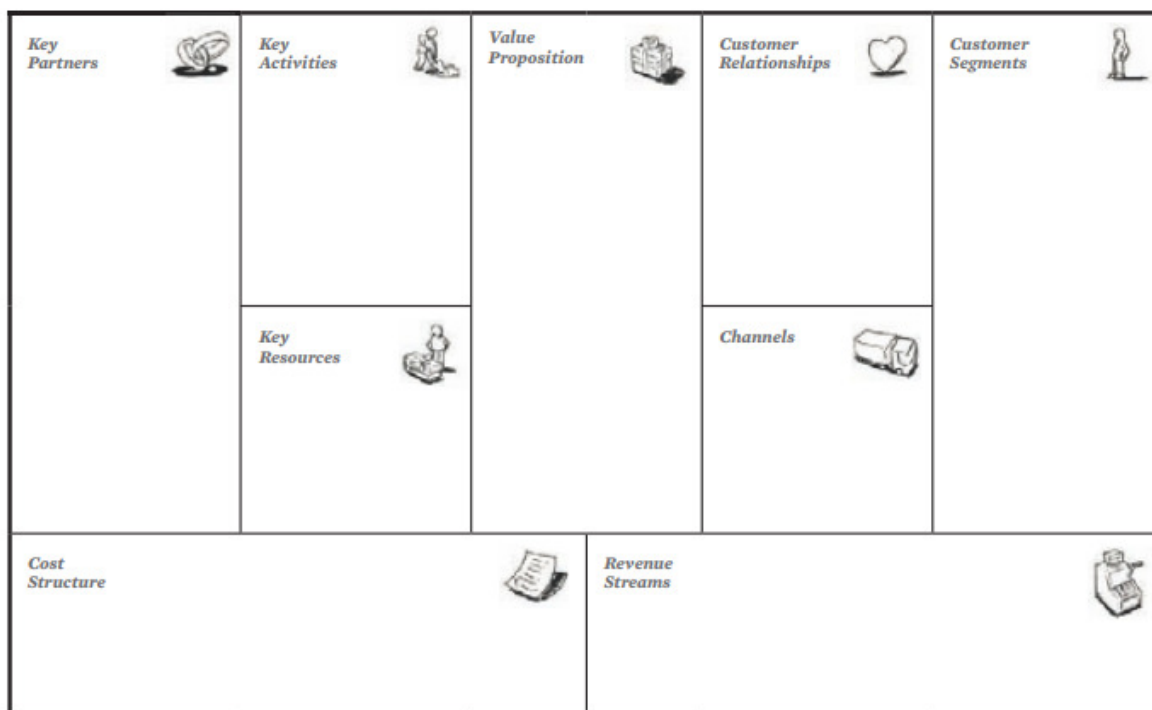 Key
Partners
Key
Activities
Value
Proposition
Customer
Relationships
Customer
Segments
Key
Resources
Channels
Cost
Structure
Revenue
Streams